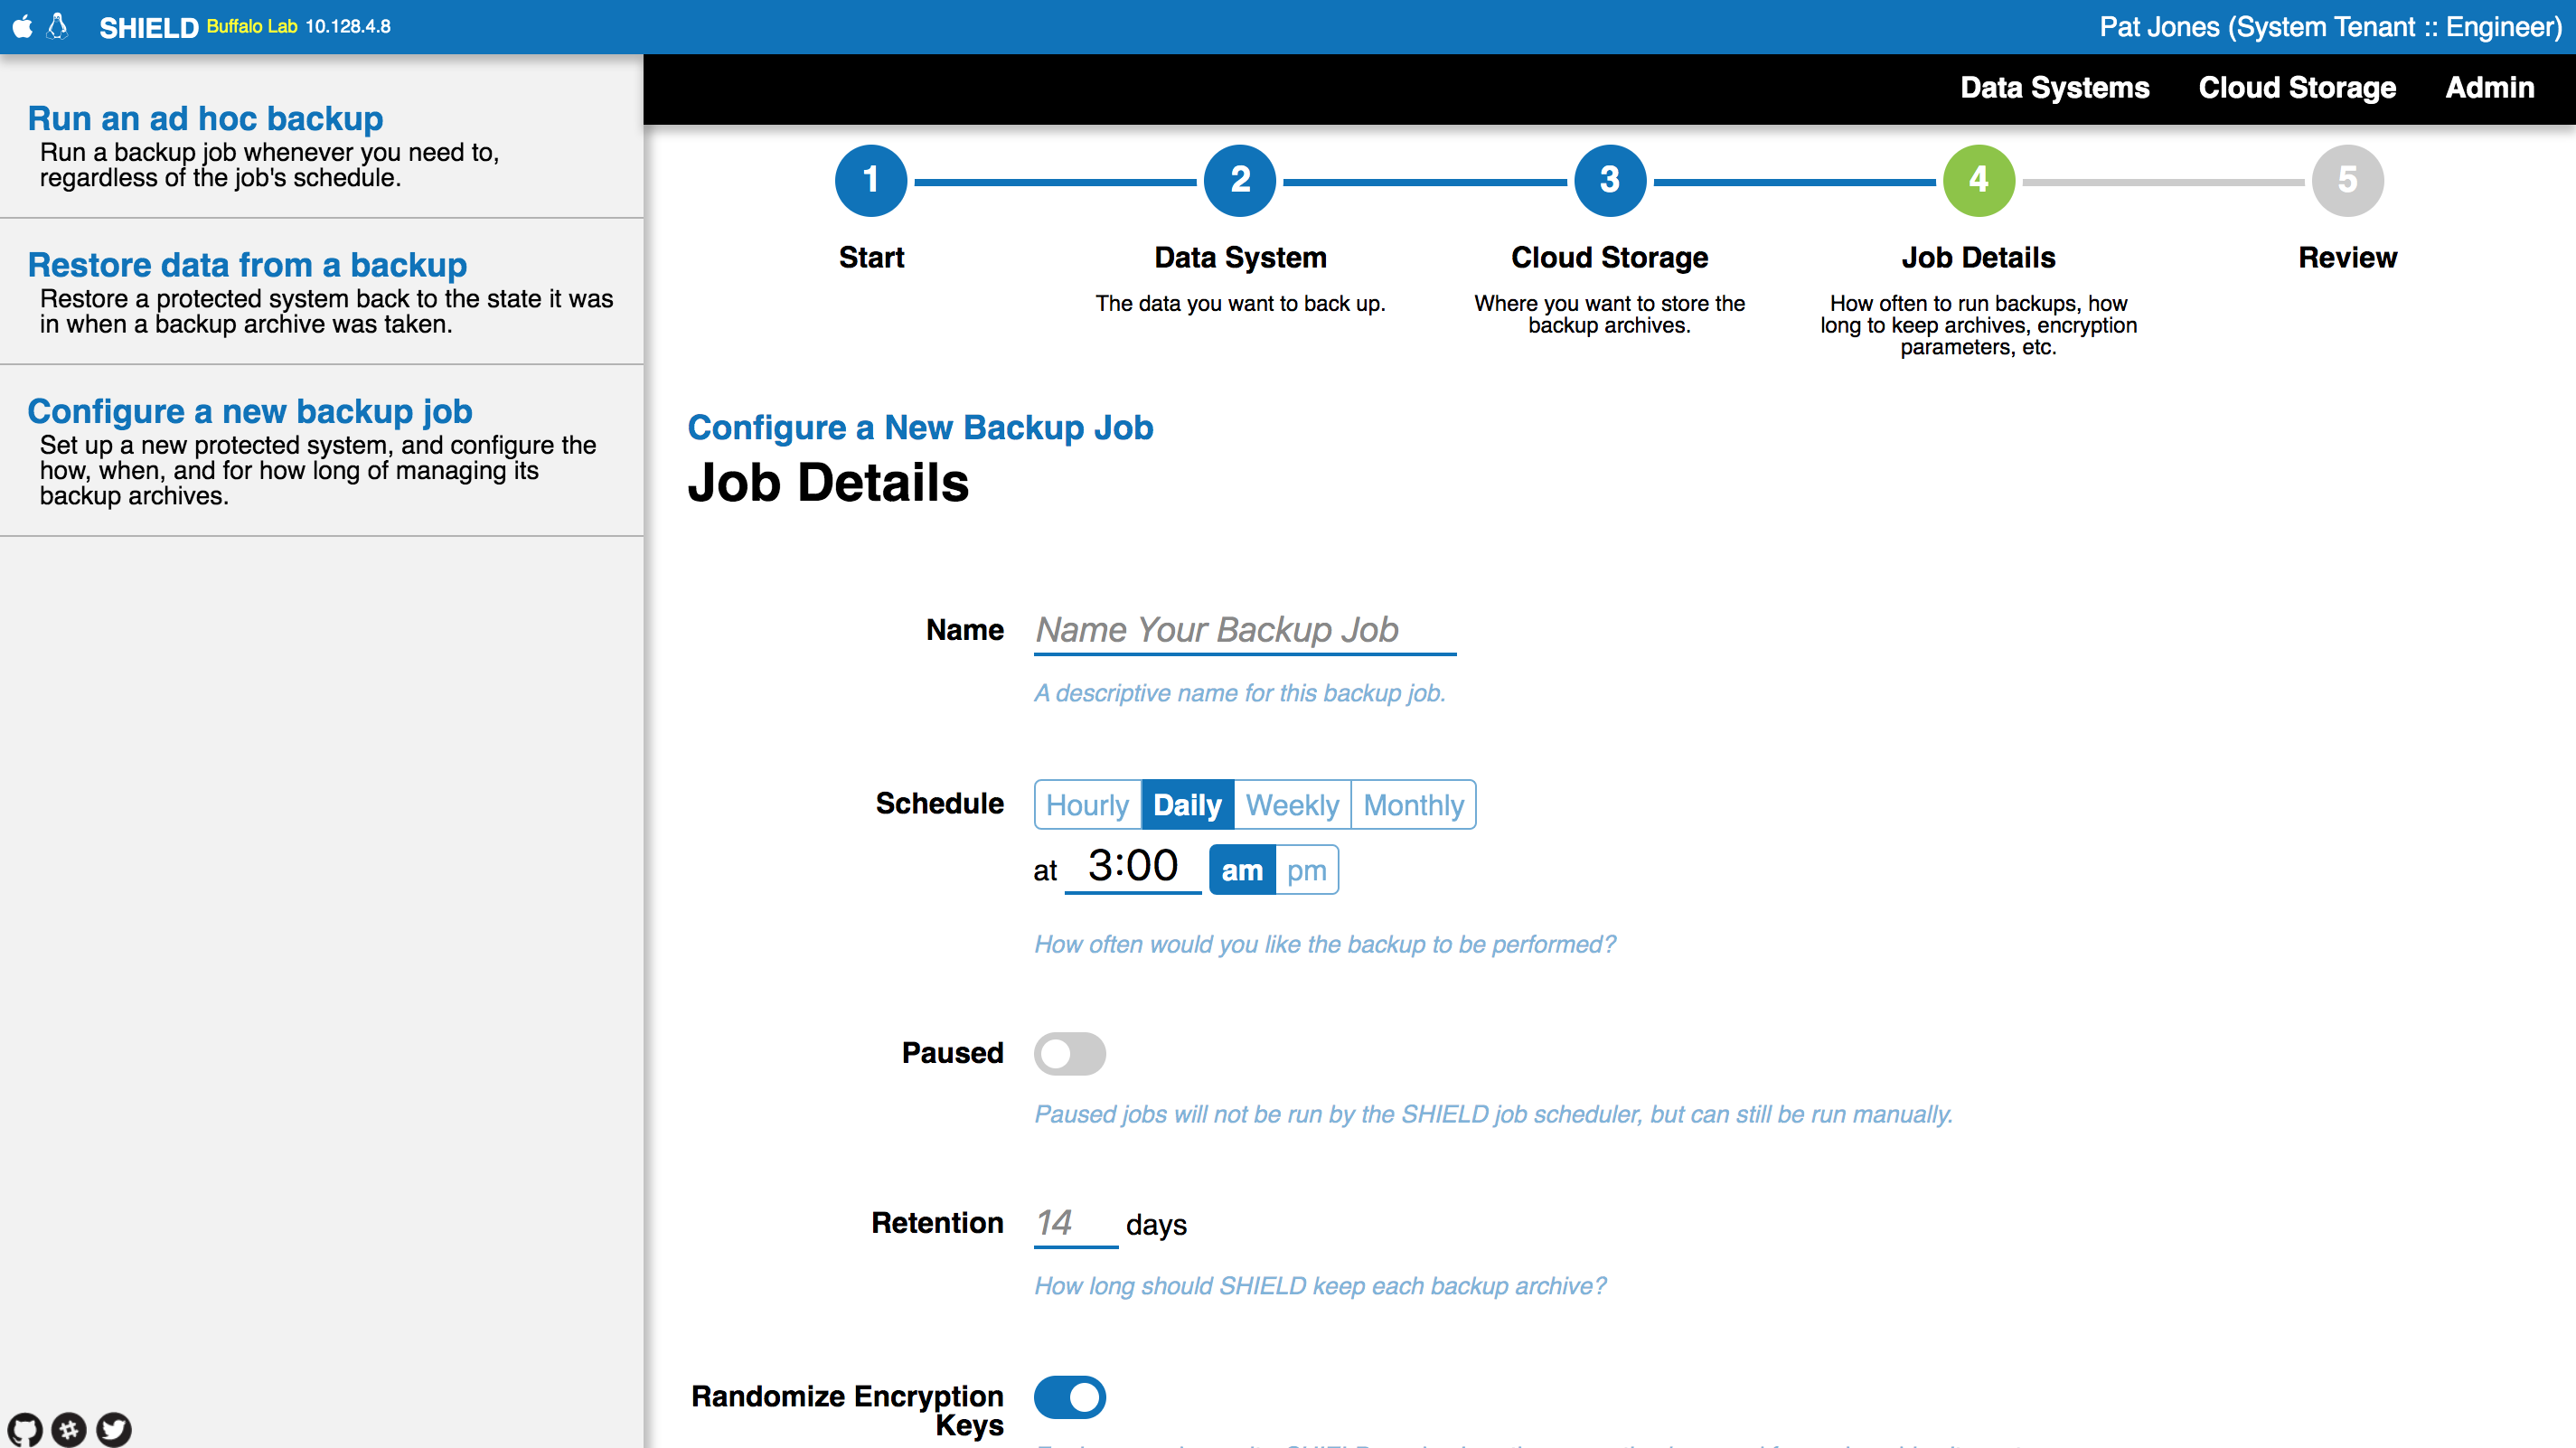 SHIELD Buffalo Lab 10.128.4.8
Pat Jones (System Tenant :: Engineer)
Data Systems Cloud Storage Admin
Run an ad hoc backup
Run a backup job whenever you need to,
regardless of the job's schedule.
Restore data from a backup
Restore a protected system back to the state it was
in when a backup archive was taken.
Configure a new backup job
Set up a new protected system, and configure the
how, when, and for how long of managing its
backup archives.
1
Start
2
Data System
The data you want to back up.
3
Cloud Storage
Where you want to store the
backup archives.
4
Job Details
How often to run backups, how
long to keep archives, encryption
parameters, etc.
5
Review
Configure a New Backup Job
Job Details
Name Name Your Backup Job
A descriptive name for this backup job.
Schedule Hourly Daily Weekly Monthly
at 3:00 am pm
How often would you like the backup to be performed?
Paused
Paused jobs will not be run by the SHIELD job scheduler, but can still be run manually.
Retention 14 days
How long should SHIELD keep each backup archive?
Randomize Encryption
Keys